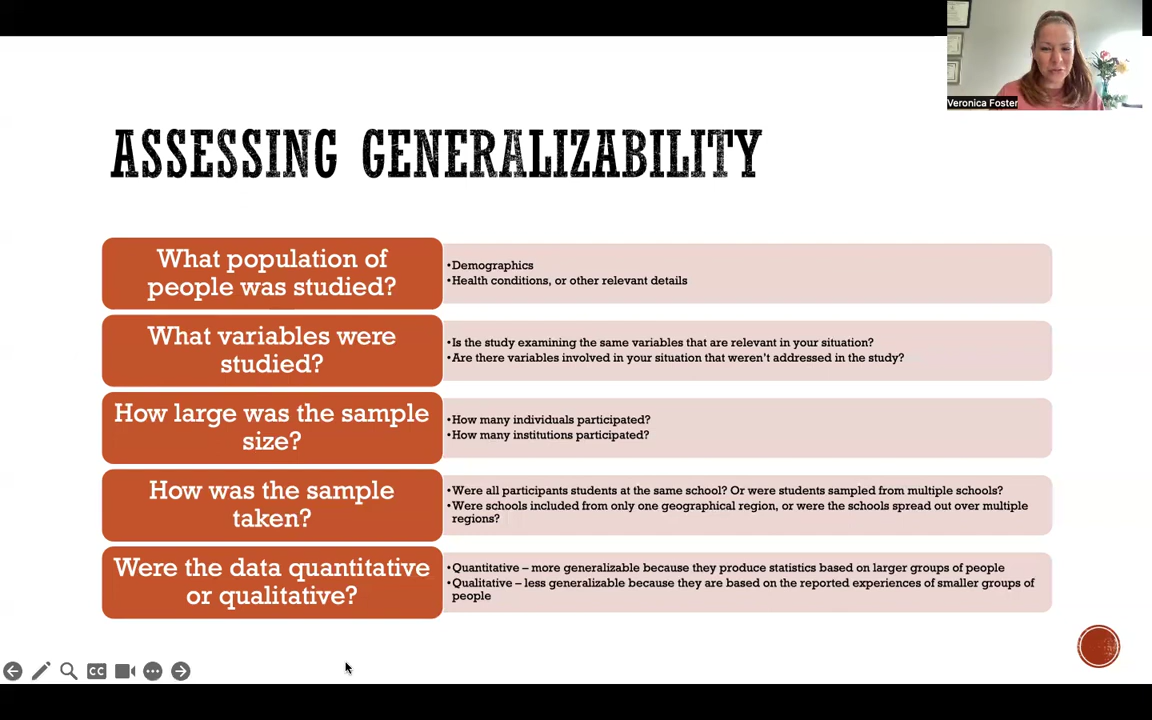 Veronica Foster
ASSESSING GENERALIZABILITY
What population of
people was studied?
•Demographics
•Health conditions, or other relevant details
What variables were
studied?
•Is the study examining the same variables that are relevant in your situation?
•Are there variables involved in your situation that weren't addressed in the study?
How large was the sample
size?
•How many individuals participated?
•How many institutions participated?
How was the sample
taken?
•Were all participants students at the same school? Or were students sampled from multiple schools?
•Were schools included from only one geographical region, or were the schools spread out over multiple
regions?
Were the data quantitative
or qualitative?
•Quantitative – more generalizable because they produce statistics based on larger groups of people
•Qualitative – less generalizable because they are based on the reported experiences of smaller groups of
people
CC